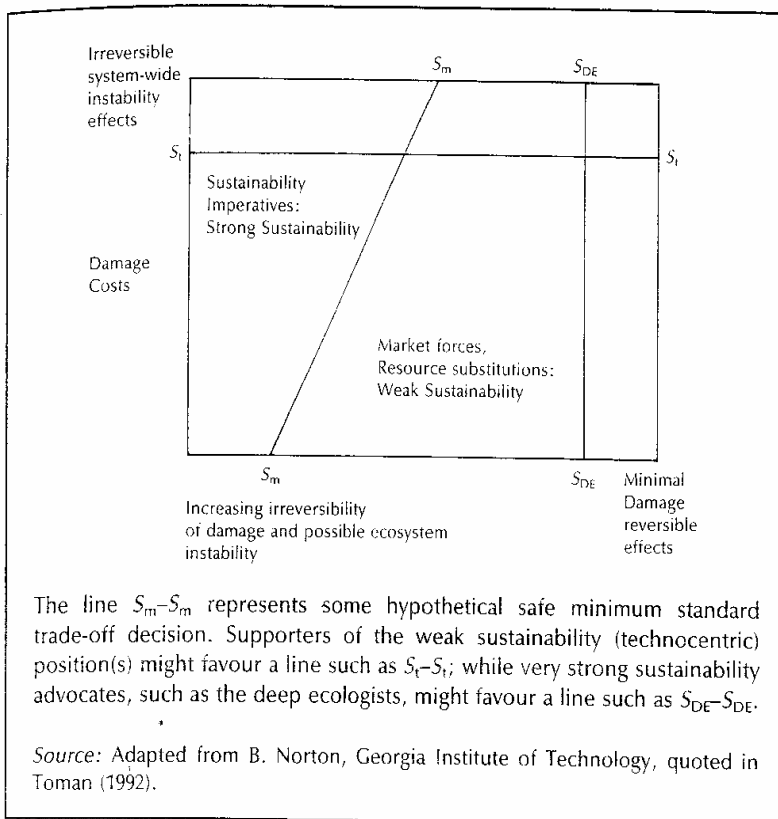 Irreversible
system-wide
instability
effects
Sm
SDE
St
St
Sustainability
Imperatives:
Strong Sustainability
Damage
Costs
Market forces,
Resource substitutions:
Weak Sustainability
Sm
SDE
Minimal
Damage
reversible
effects
Increasing irreversibility
of damage and possible ecosystem
instability
The line Sm–Sm represents some hypothetical safe minimum standard
trade-off decision. Supporters of the weak sustainability (technocentric)
position(s) might favour a line such as St–St; while very strong sustainability
advocates, such as the deep ecologists, might favour a line such as SDE–SDE.
Source: Adapted from B. Norton, Georgia Institute of Technology, quoted in
Toman (1992).